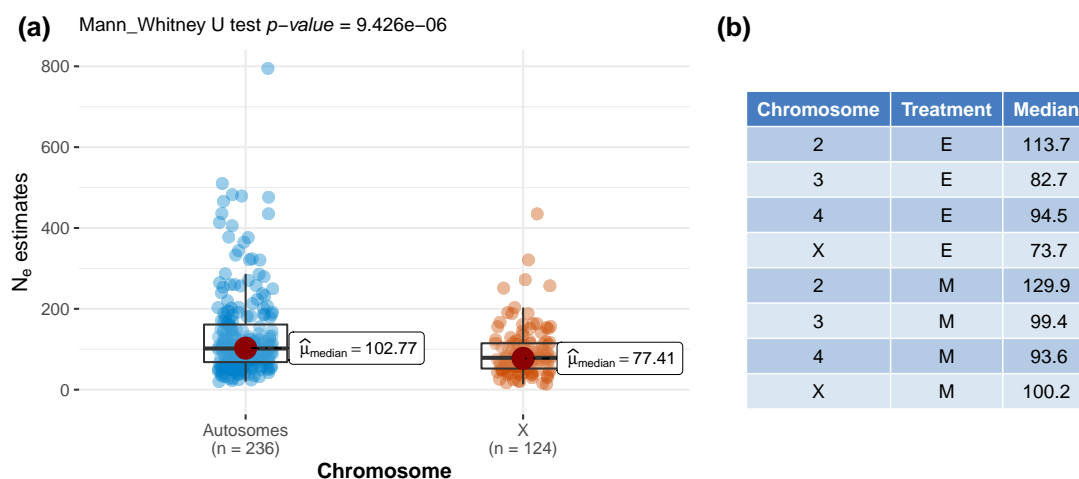 (a) Mann_Whitney U test p−value = 9.426e−06
800
600
400
200
0
Nₑ estimates
μ̂median = 102.77
μ̂median = 77.41
Autosomes
(n = 236)
X
(n = 124)
Chromosome
(b)
Chromosome Treatment Median
2 E 113.7
3 E 82.7
4 E 94.5
X E 73.7
2 M 129.9
3 M 99.4
4 M 93.6
X M 100.2